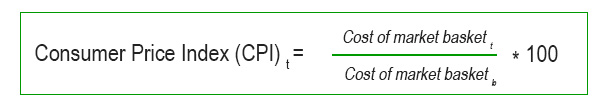 Cost of market basket t
Consumer Price Index (CPI) t = * 100
Cost of market basket b